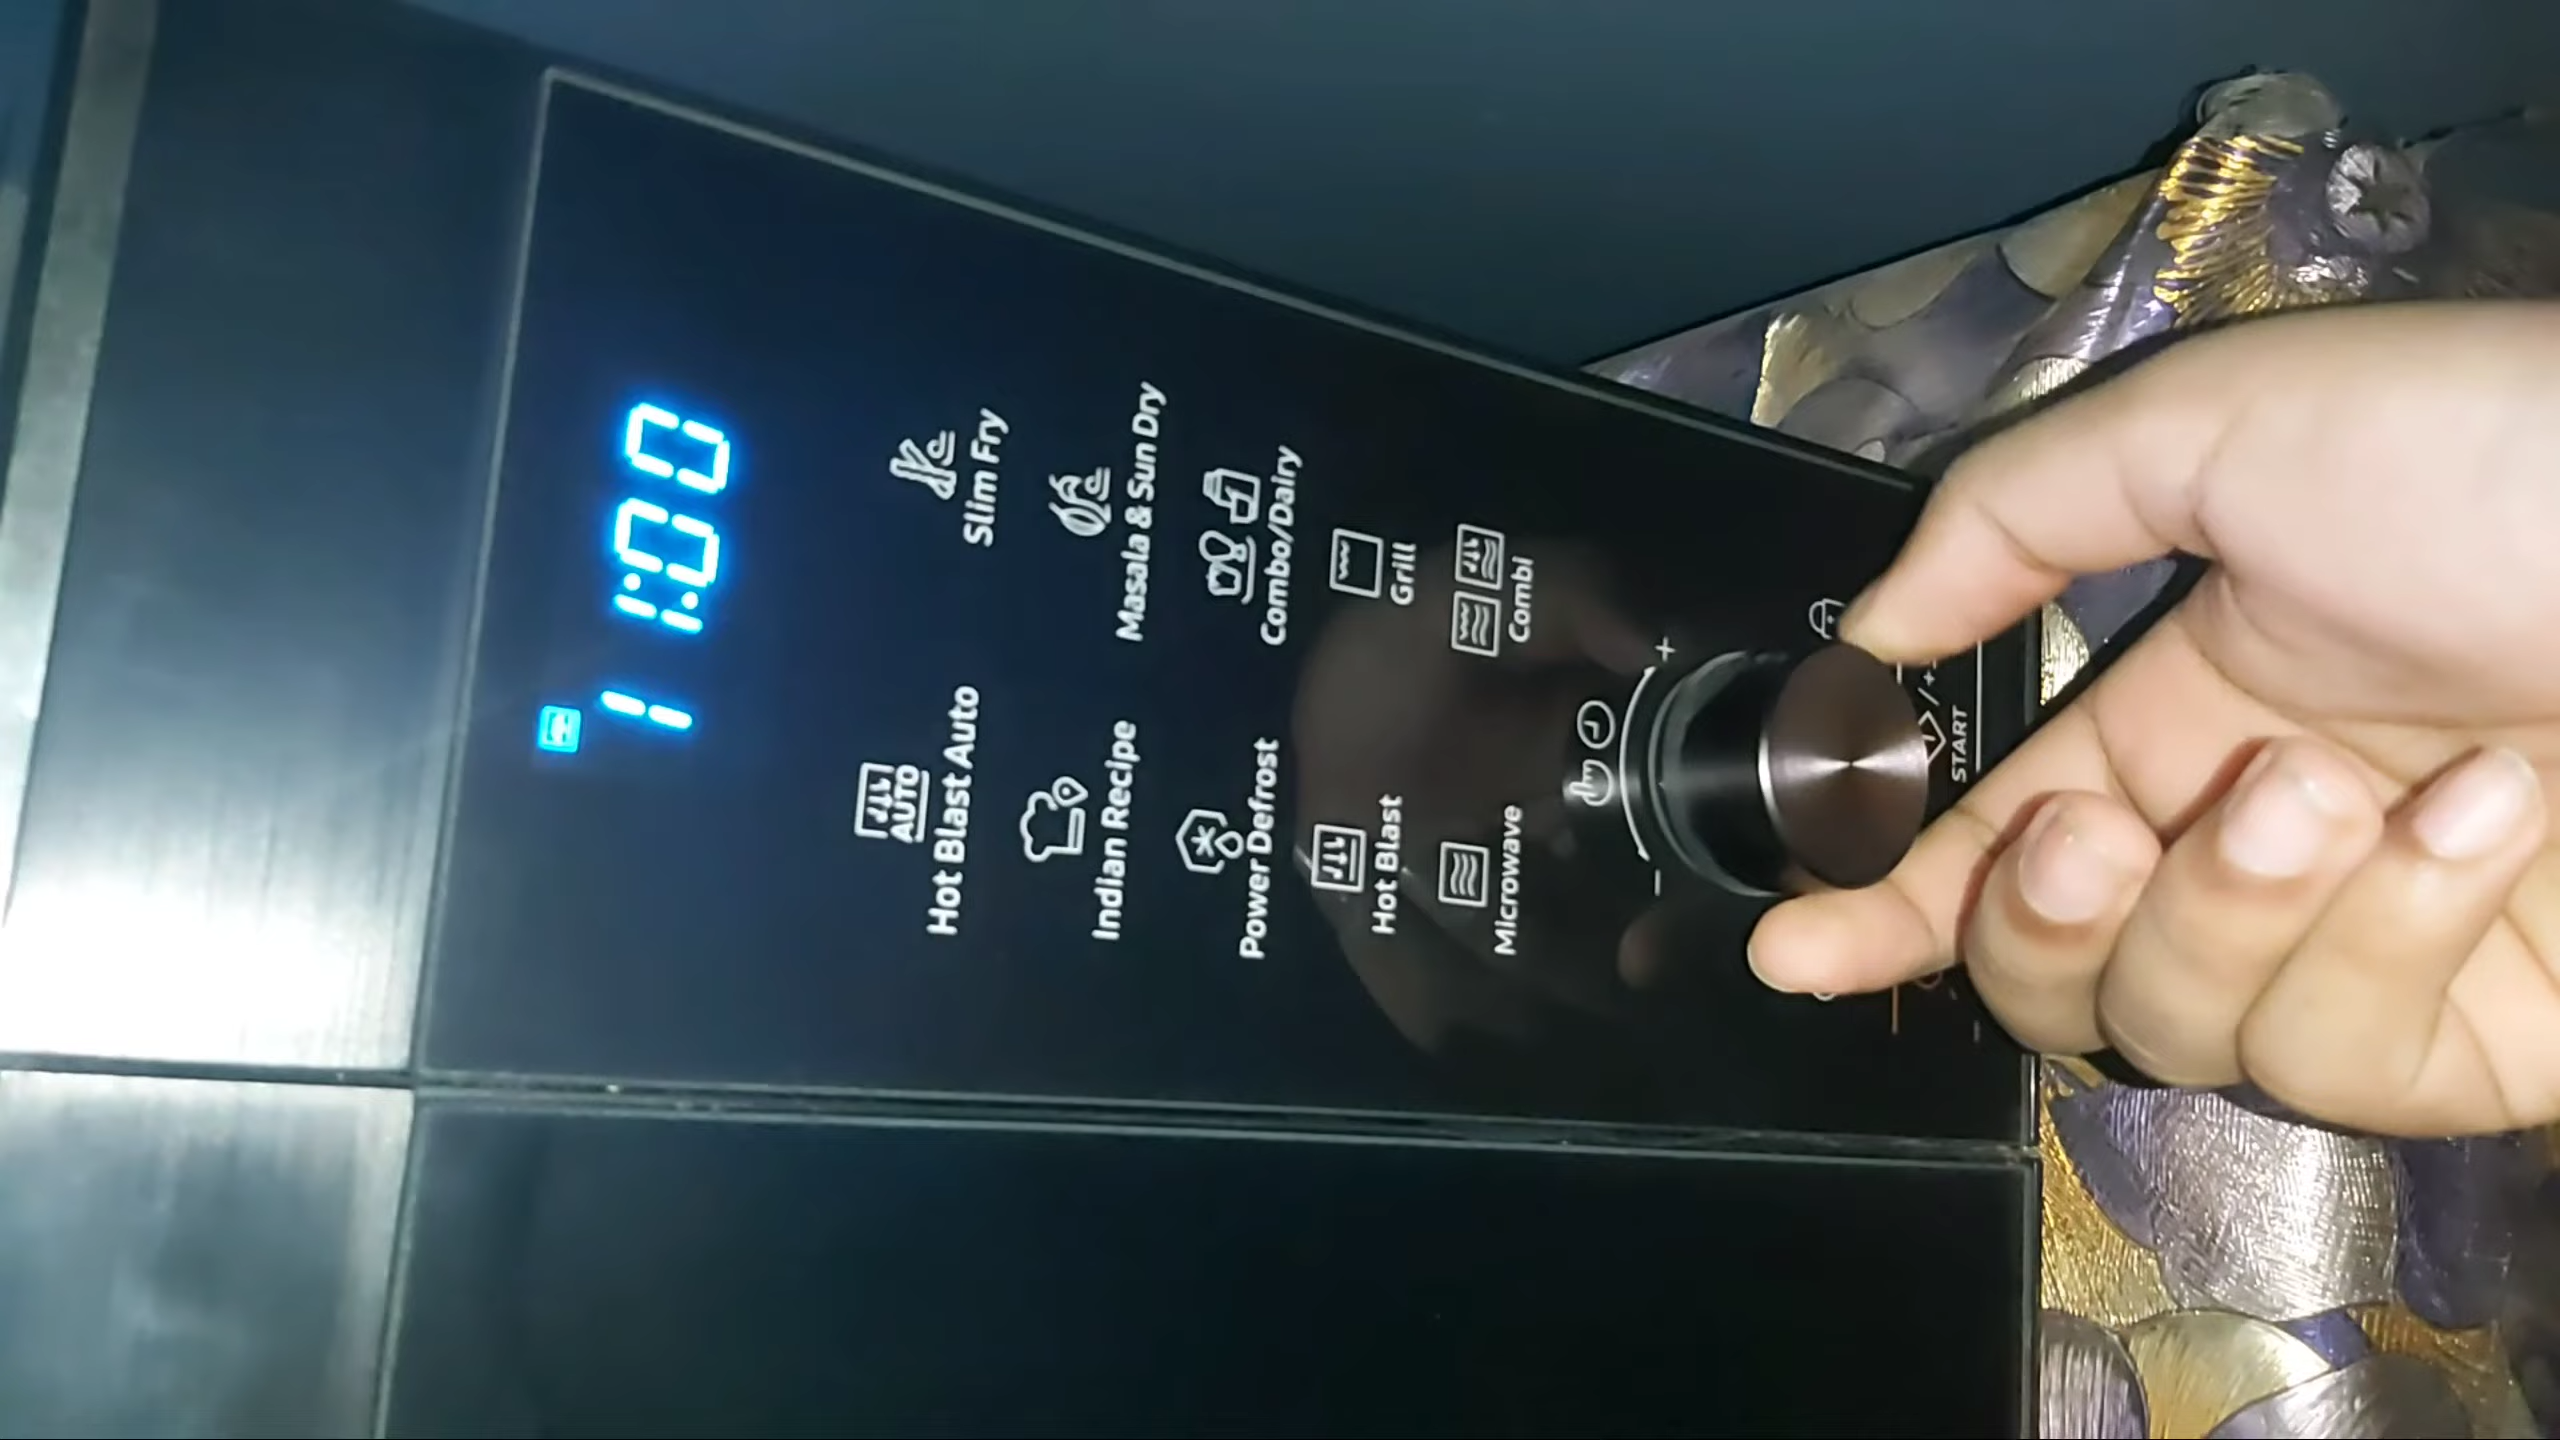 11:00
AUTO
Hot Blast Auto
Slim Fry
Indian Recipe
Masala & Sun Dry
Power Defrost
Combo/Dairy
Hot Blast
Grill
Microwave
Combi
− +
START